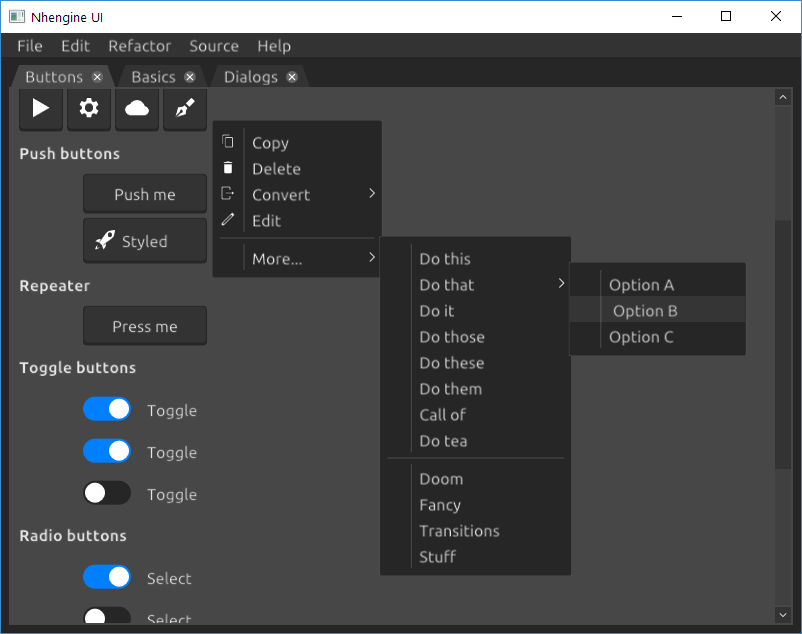 Nhengine UI
File Edit Refactor Source Help
Buttons Basics Dialogs
Push buttons
Push me
Styled
Repeater
Press me
Toggle buttons
Toggle
Toggle
Toggle
Radio buttons
Select
Select
Copy
Delete
Convert
Edit
More...
Do this
Do that
Do it
Do those
Do these
Do them
Call of
Do tea
Doom
Fancy
Transitions
Stuff
Option A
Option B
Option C